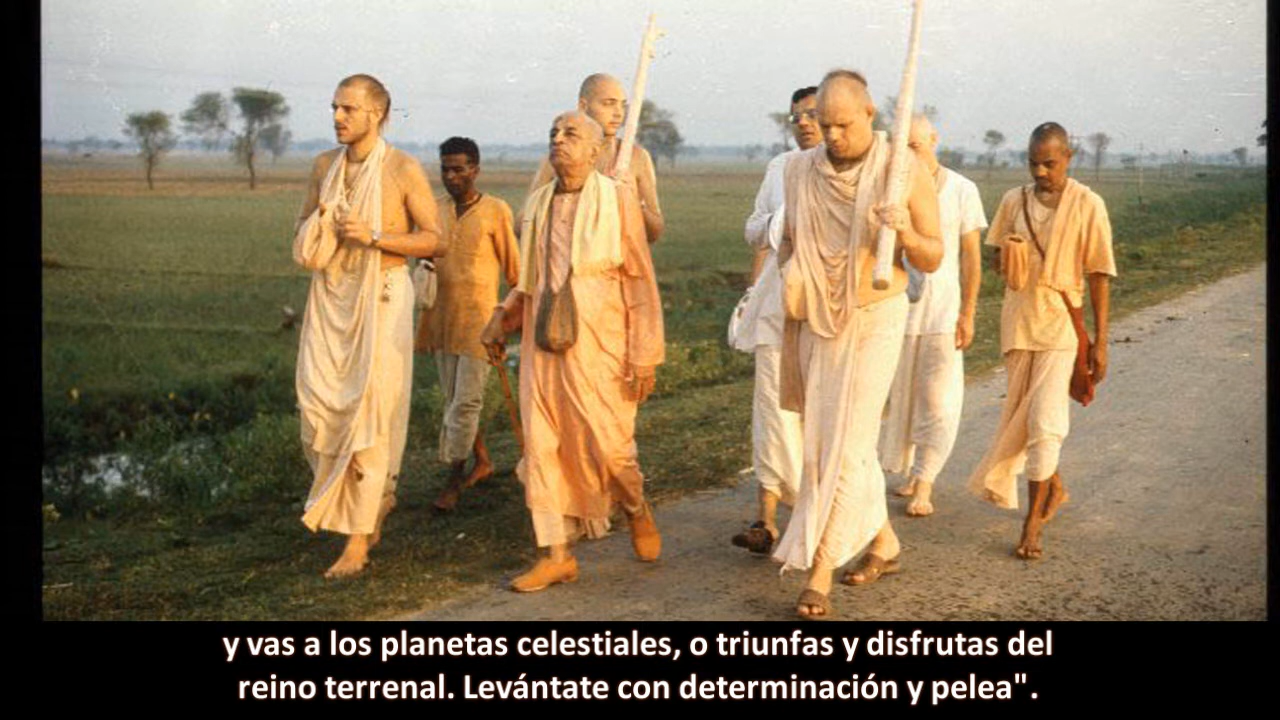 y vas a los planetas celestiales, o triunfas y disfrutas del
reino terrenal. Levántate con determinación y pelea".